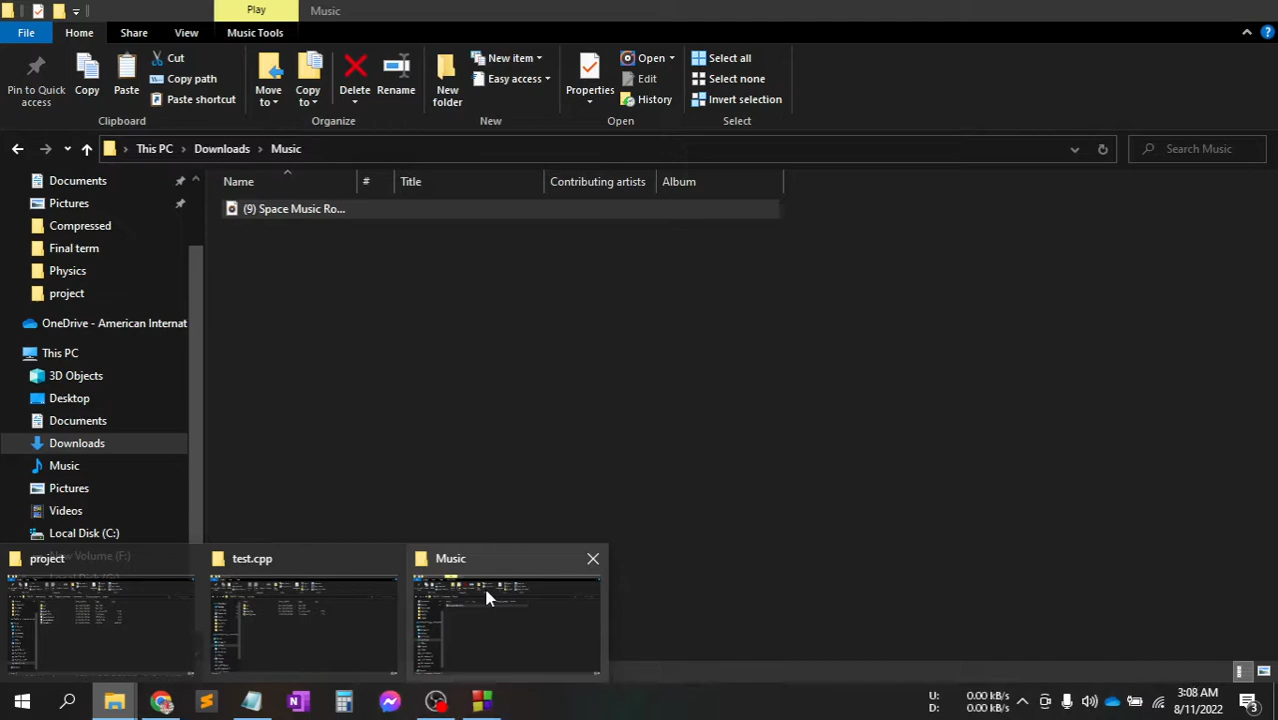 Play
Music
File
Home
Share
View
Music Tools
Pin to Quick access
Copy
Paste
Cut
Copy path
Paste shortcut
Clipboard
Move to
Copy to
Delete
Rename
Organize
New folder
New item
Easy access
New
Properties
Open
Edit
History
Open
Select all
Select none
Invert selection
Select
This PC > Downloads > Music
Search Music
Name
#
Title
Contributing artists
Album
(9) Space Music Ro...
Documents
Pictures
Compressed
Final term
Physics
project
OneDrive - American Internat
This PC
3D Objects
Desktop
Documents
Downloads
Music
Pictures
Videos
Local Disk (C:)
New Volume (F:)
project
test.cpp
Music
U: 0.00 kB/s
D: 0.00 kB/s
3:08 AM
8/11/2022
3